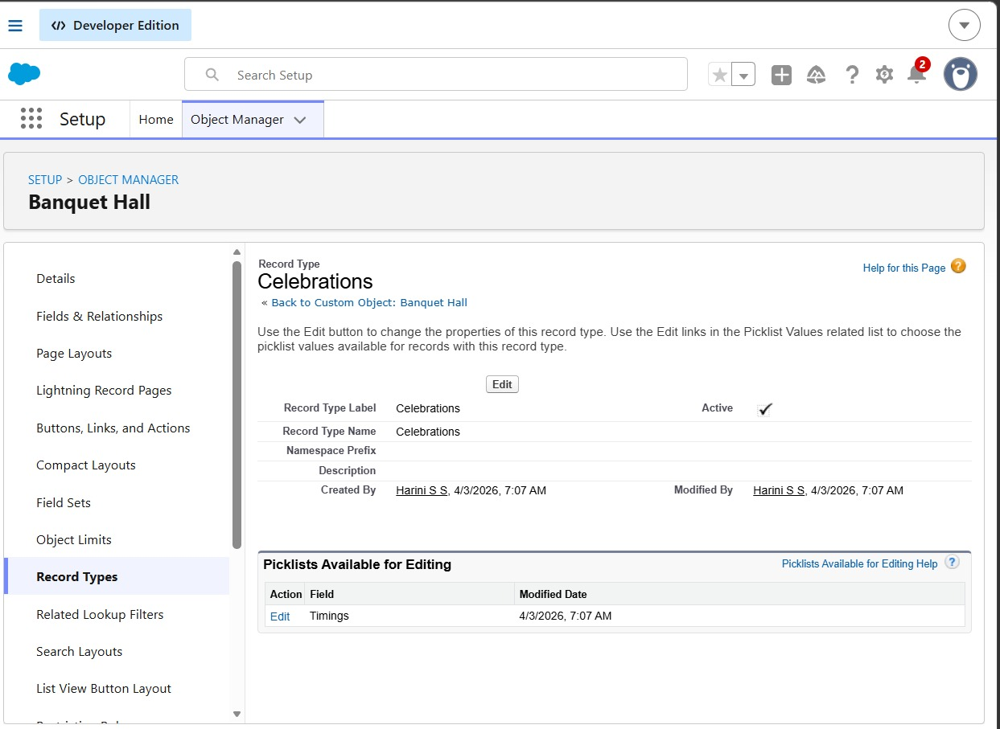 </> Developer Edition
Search Setup
2
Setup
Home
Object Manager
SETUP > OBJECT MANAGER
Banquet Hall
Details
Fields & Relationships
Page Layouts
Lightning Record Pages
Buttons, Links, and Actions
Compact Layouts
Field Sets
Object Limits
Record Types
Related Lookup Filters
Search Layouts
List View Button Layout
Record Type
Celebrations
Help for this Page ?
« Back to Custom Object: Banquet Hall
Use the Edit button to change the properties of this record type. Use the Edit links in the Picklist Values related list to choose the
picklist values available for records with this record type.
Edit
Record Type Label Celebrations Active
Record Type Name Celebrations
Namespace Prefix
Description
Created By Harini S S, 4/3/2026, 7:07 AM Modified By Harini S S, 4/3/2026, 7:07 AM
Picklists Available for Editing
Picklists Available for Editing Help ?
Action Field Modified Date
Edit Timings 4/3/2026, 7:07 AM